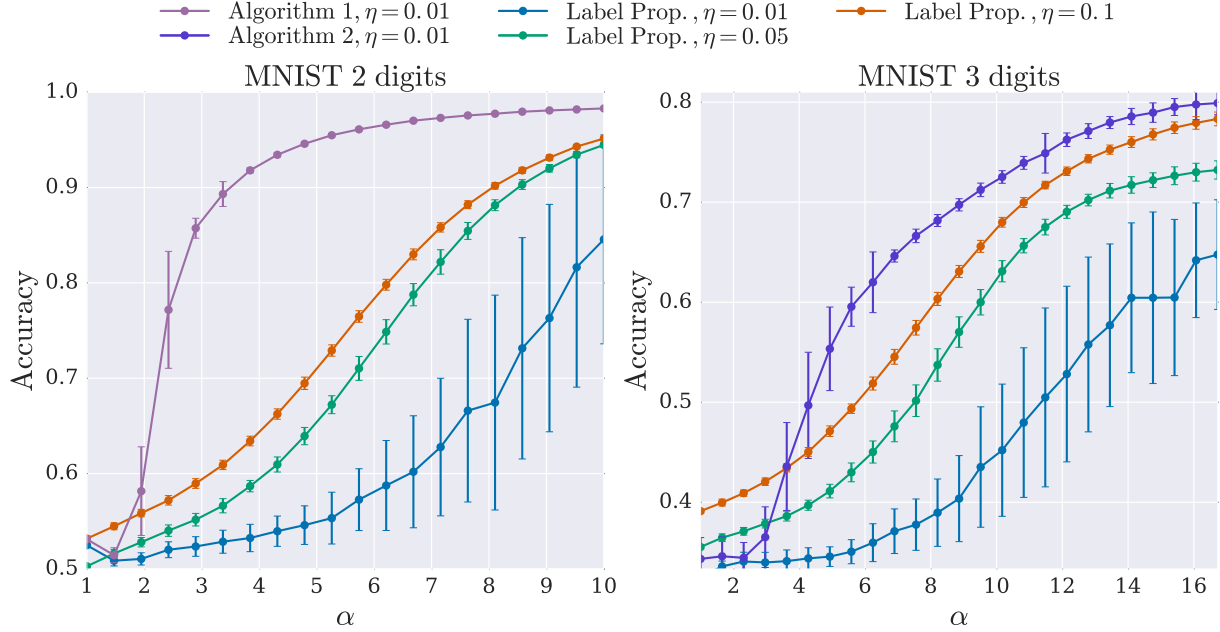 Algorithm 1, η = 0.01 Label Prop., η = 0.01 Label Prop., η = 0.1
Algorithm 2, η = 0.01 Label Prop., η = 0.05
MNIST 2 digits
1.0
0.9
0.8
0.7
0.6
0.5
Accuracy
1 2 3 4 5 6 7 8 9 10
α
MNIST 3 digits
0.8
0.7
0.6
0.5
0.4
Accuracy
2 4 6 8 10 12 14 16
α